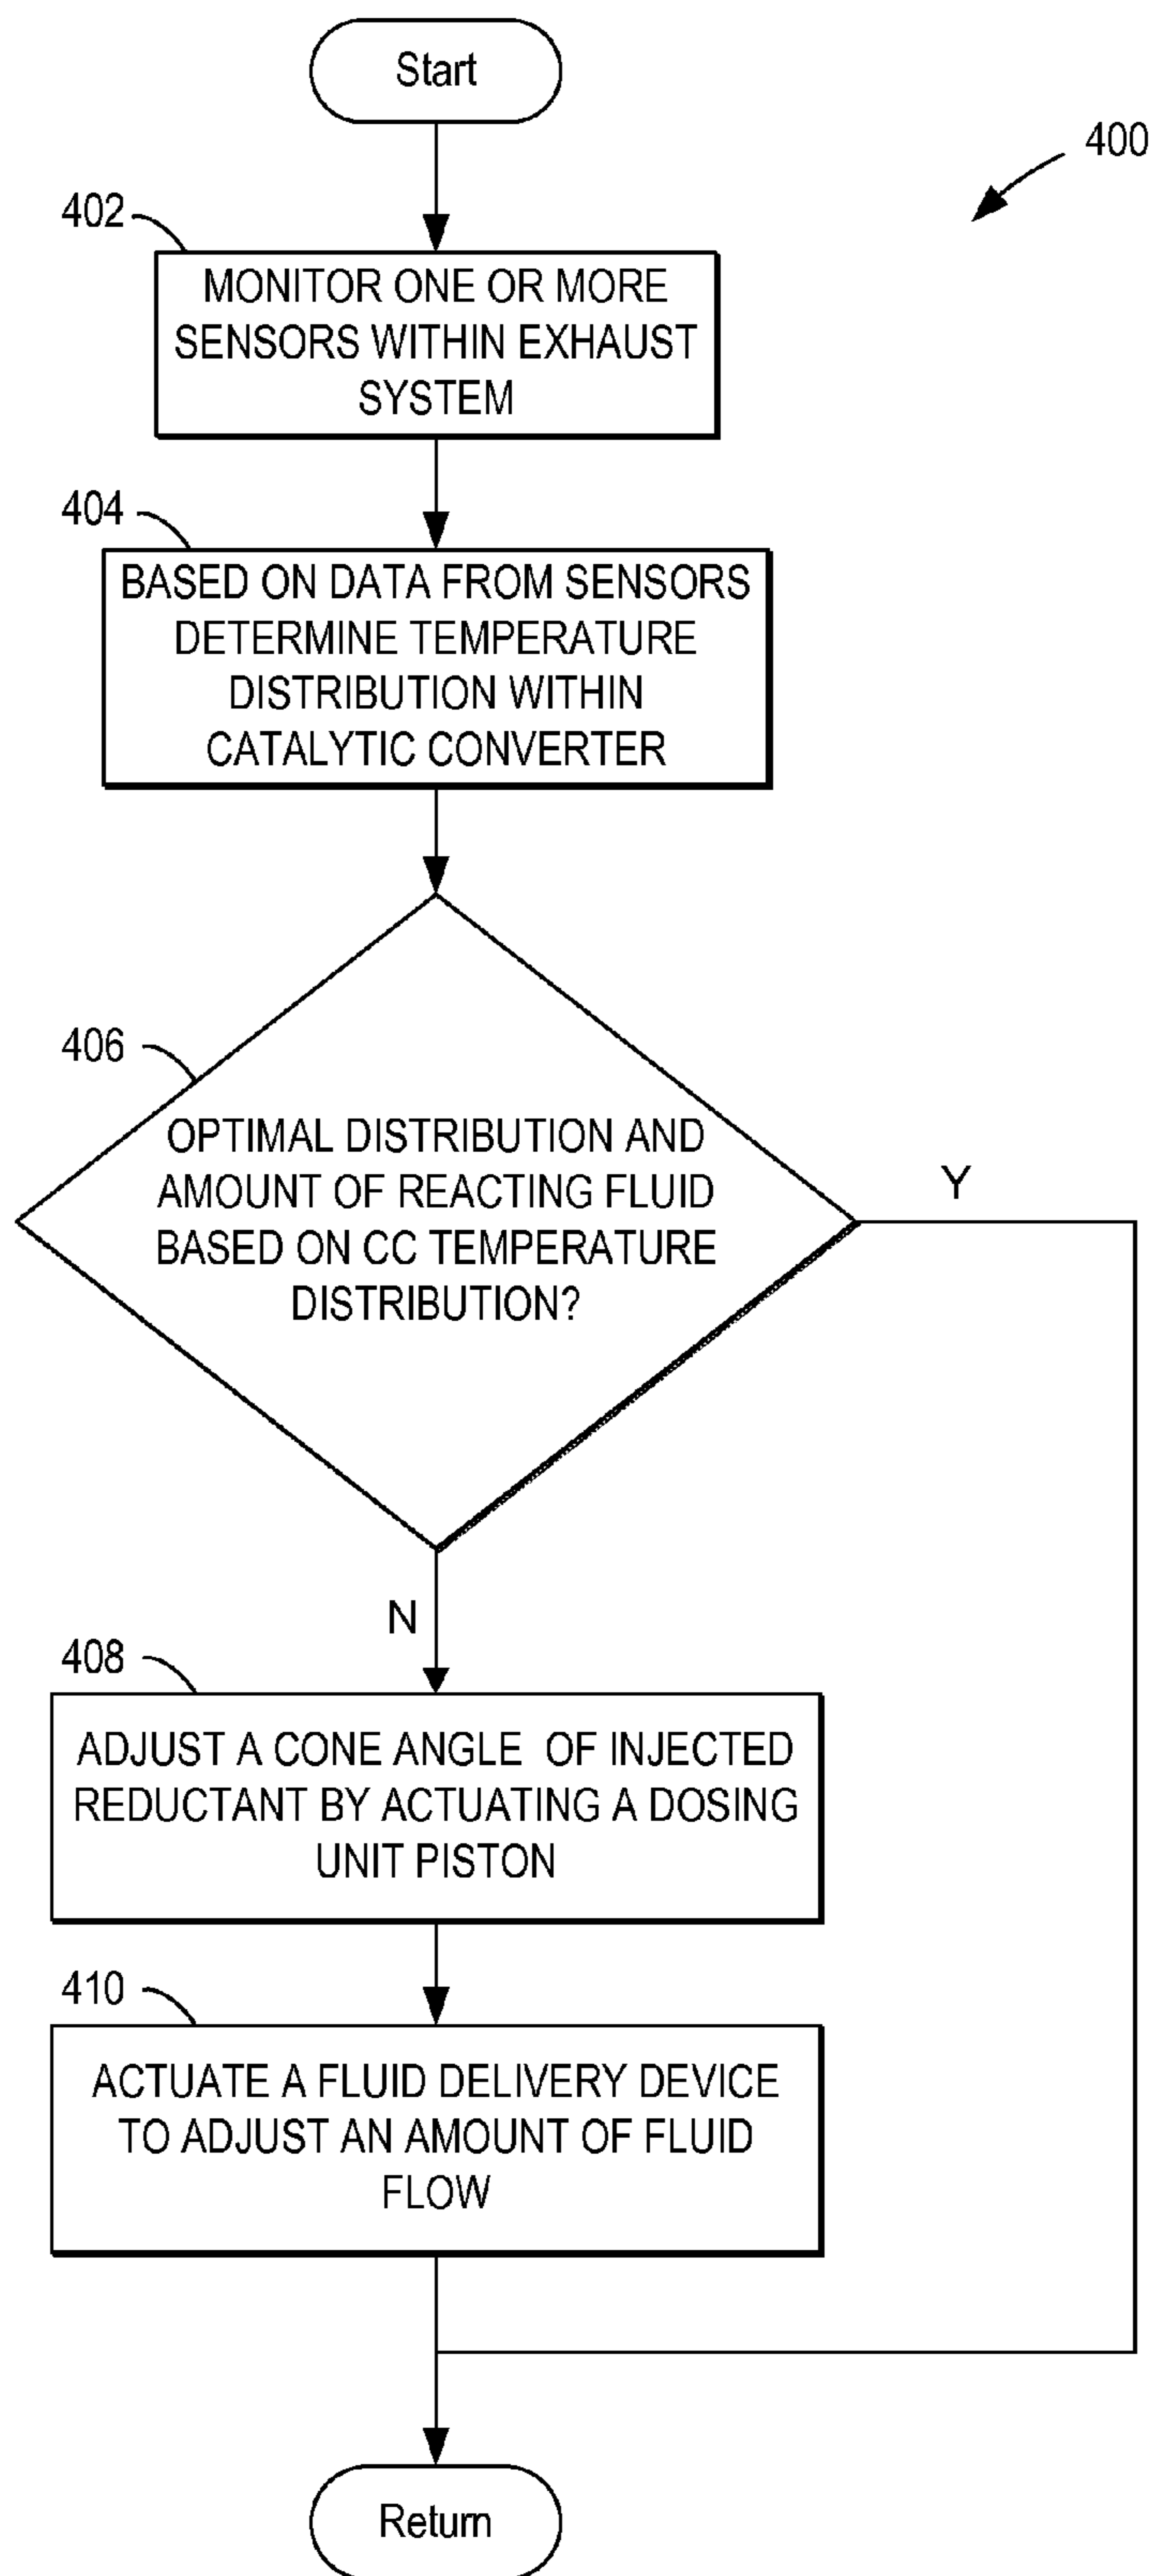 Start
400
402
MONITOR ONE OR MORE
SENSORS WITHIN EXHAUST
SYSTEM
404
BASED ON DATA FROM SENSORS
DETERMINE TEMPERATURE
DISTRIBUTION WITHIN
CATALYTIC CONVERTER
406
OPTIMAL DISTRIBUTION AND
AMOUNT OF REACTING FLUID
BASED ON CC TEMPERATURE
DISTRIBUTION?
Y
N
408
ADJUST A CONE ANGLE OF INJECTED
REDUCTANT BY ACTUATING A DOSING
UNIT PISTON
410
ACTUATE A FLUID DELIVERY DEVICE
TO ADJUST AN AMOUNT OF FLUID
FLOW
Return